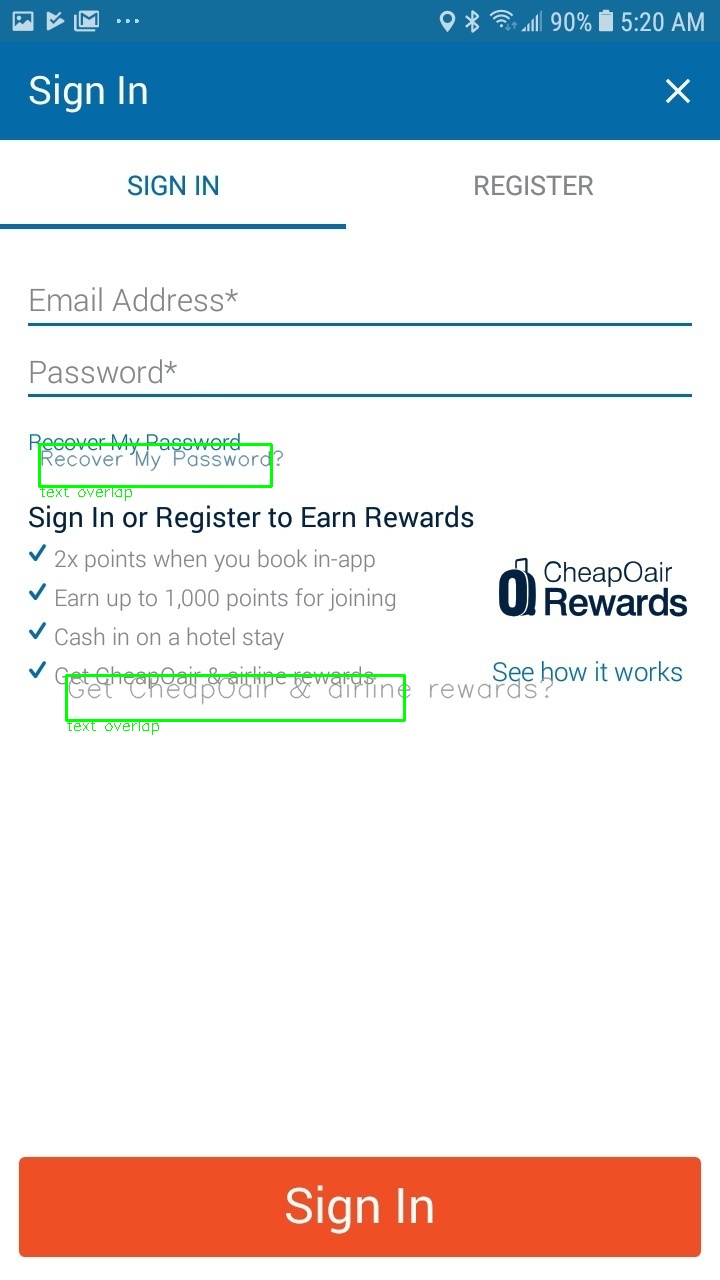 90% 5:20 AM
Sign In
SIGN IN REGISTER
Email Address*
Password*
Recover My Password
Recover My Password?
text overlap
Sign In or Register to Earn Rewards
2x points when you book in-app
Earn up to 1,000 points for joining
Cash in on a hotel stay
Get CheapOair & airline rewards
CheapOair
Rewards
See how it works
Get CheapOair & airline rewards?
text overlap
Sign In